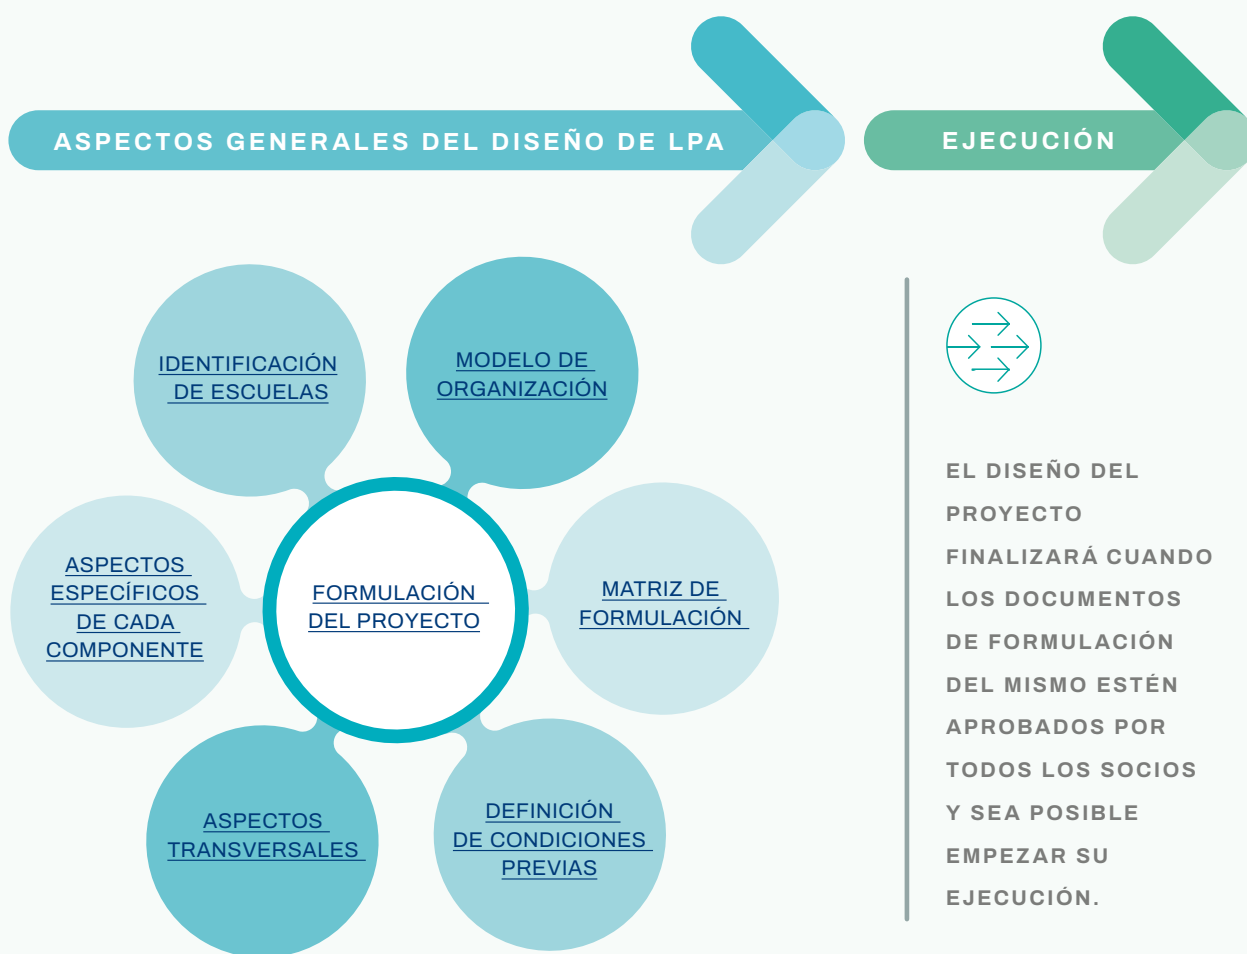 ASPECTOS GENERALES DEL DISEÑO DE LPA
EJECUCIÓN
IDENTIFICACIÓN
DE ESCUELAS
MODELO DE
ORGANIZACIÓN
ASPECTOS
ESPECÍFICOS
DE CADA
COMPONENTE
FORMULACIÓN
DEL PROYECTO
MATRIZ DE
FORMULACIÓN
ASPECTOS
TRANSVERSALES
DEFINICIÓN
DE CONDICIONES
PREVIAS
EL DISEÑO DEL
PROYECTO
FINALIZARÁ CUANDO
LOS DOCUMENTOS
DE FORMULACIÓN
DEL MISMO ESTÉN
APROBADOS POR
TODOS LOS SOCIOS
Y SEA POSIBLE
EMPEZAR SU
EJECUCIÓN.